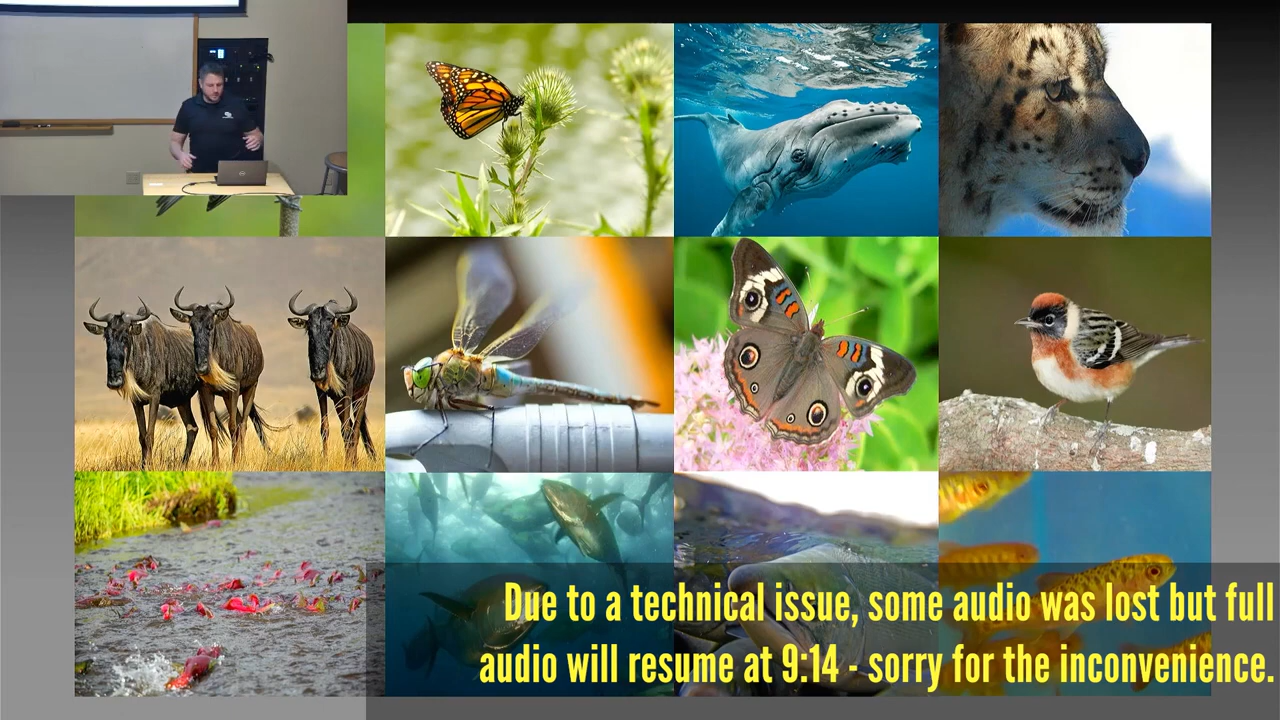 Due to a technical issue, some audio was lost but full
audio will resume at 9:14 - sorry for the inconvenience.